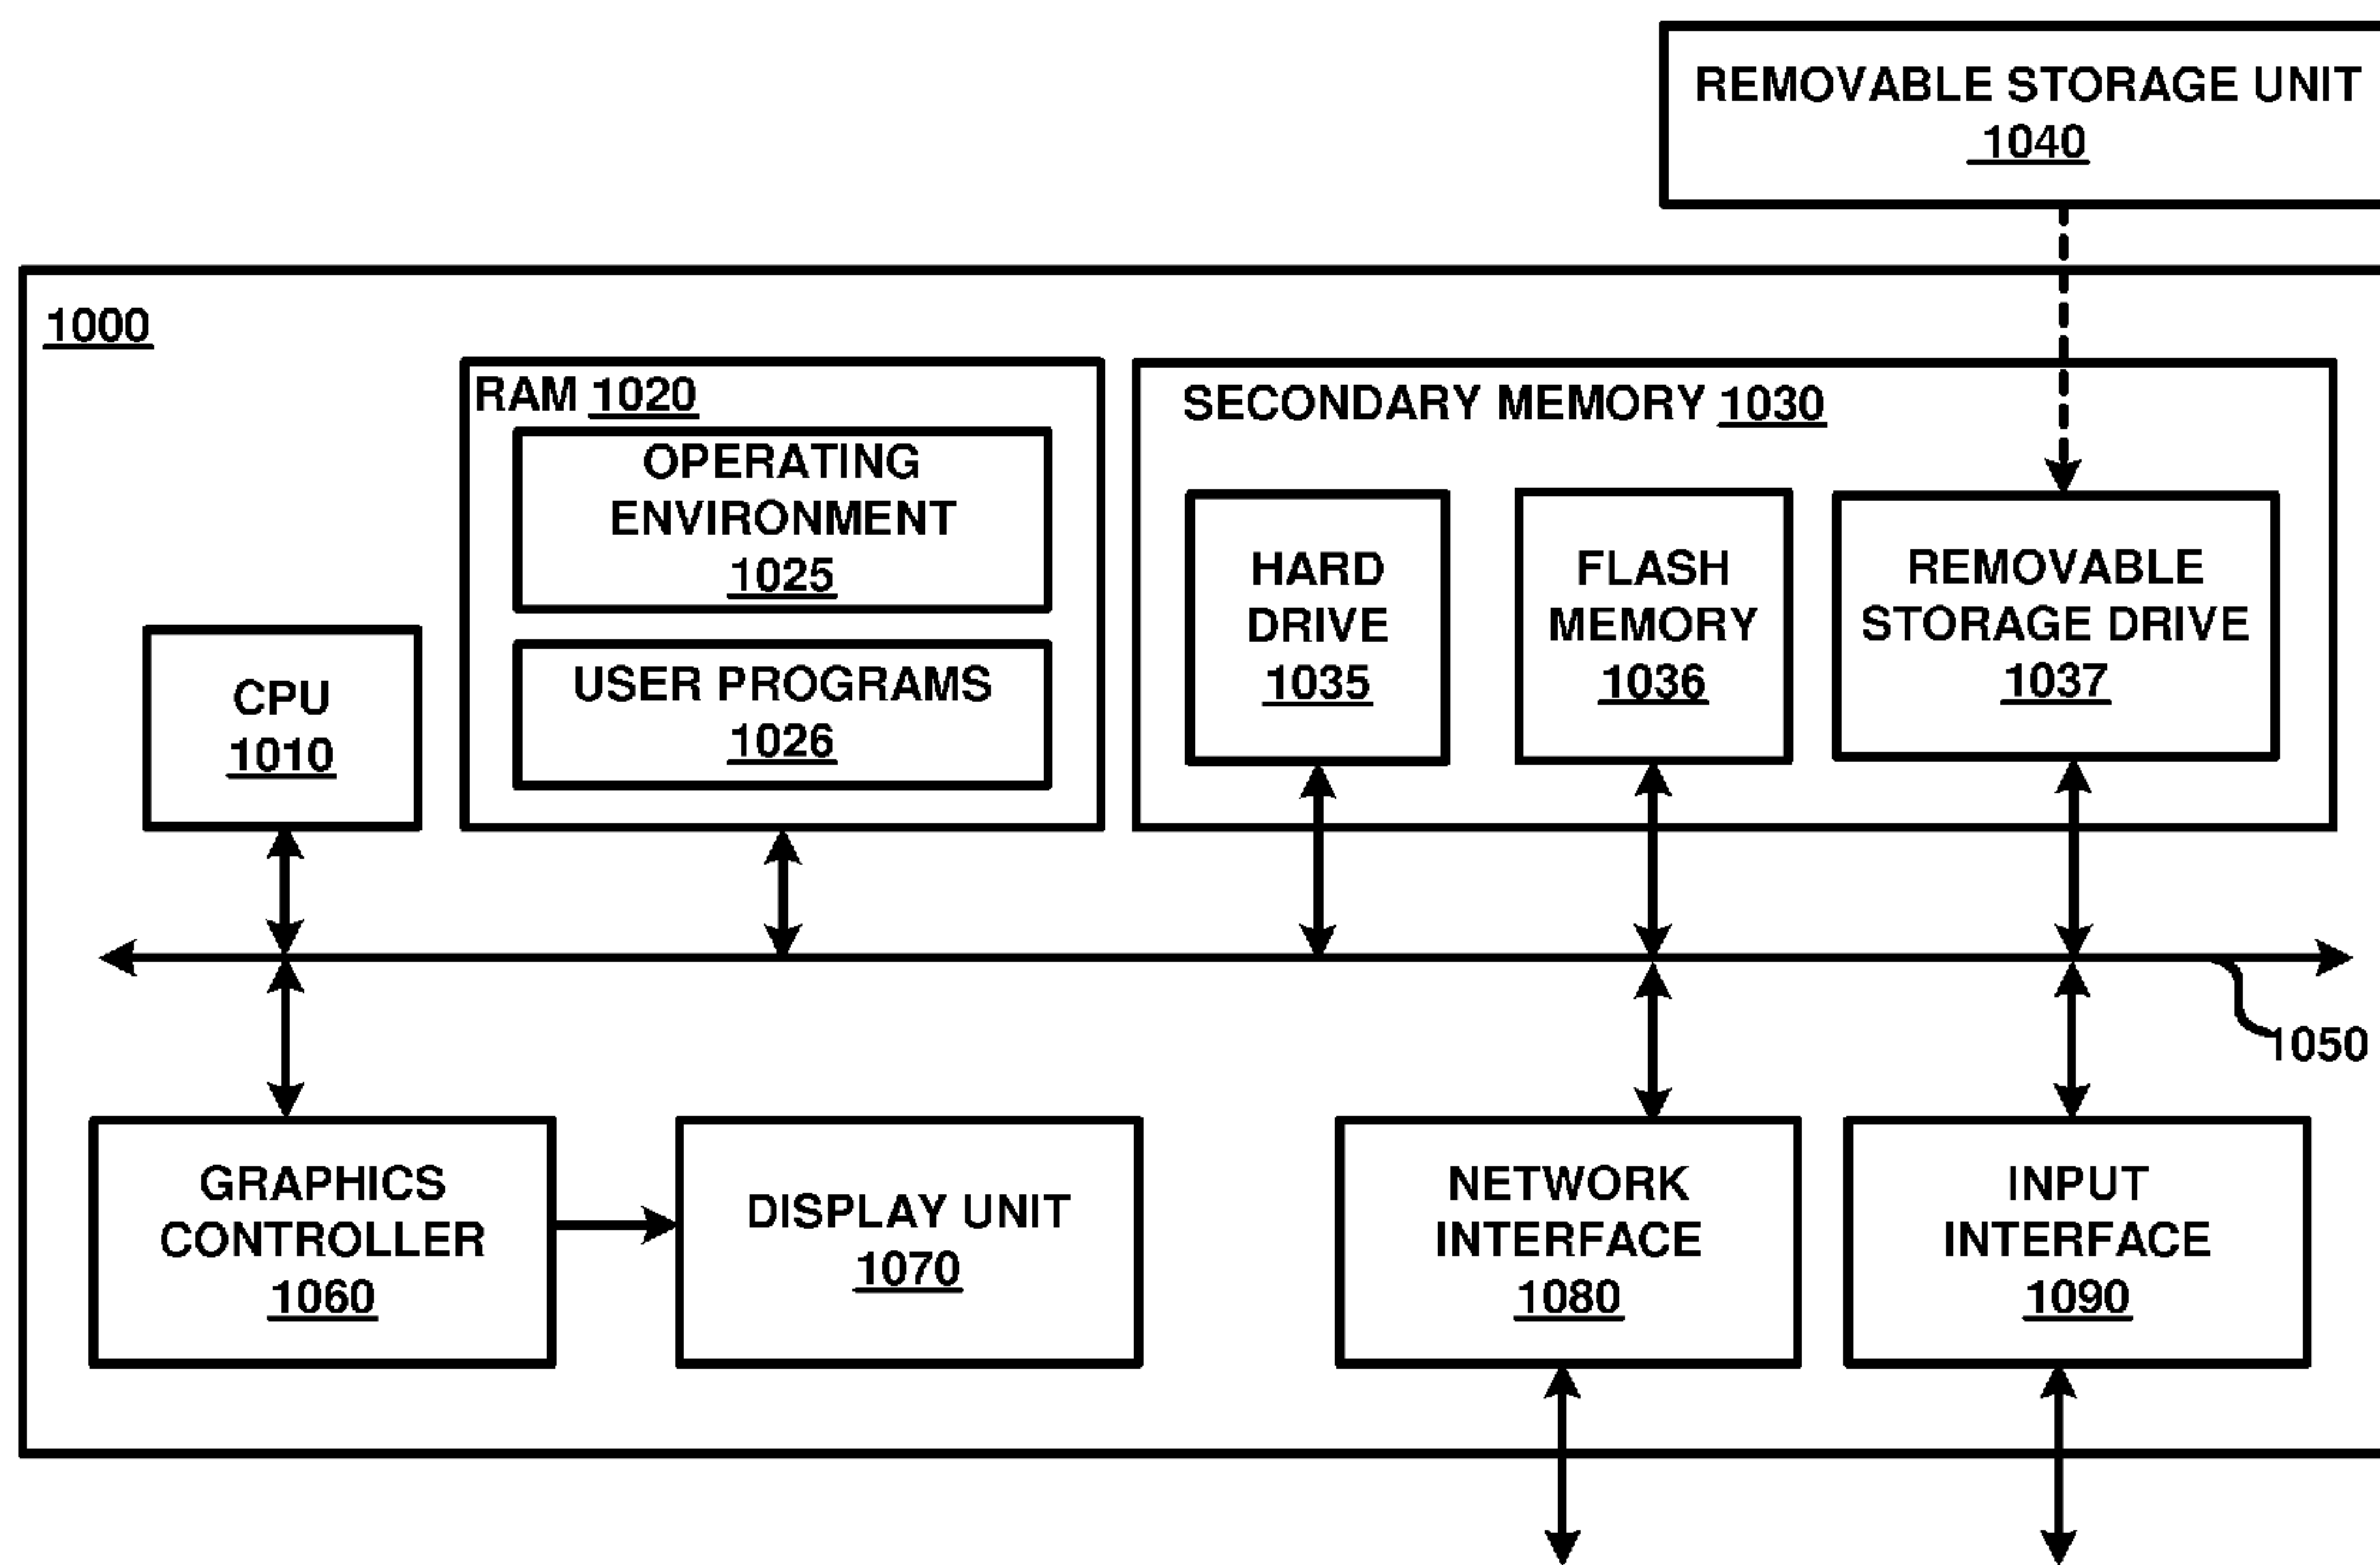 REMOVABLE STORAGE UNIT
1040
1000
RAM 1020
OPERATING
ENVIRONMENT
1025
USER PROGRAMS
1026
SECONDARY MEMORY 1030
HARD
DRIVE
1035
FLASH
MEMORY
1036
REMOVABLE
STORAGE DRIVE
1037
CPU
1010
1050
GRAPHICS
CONTROLLER
1060
DISPLAY UNIT
1070
NETWORK
INTERFACE
1080
INPUT
INTERFACE
1090